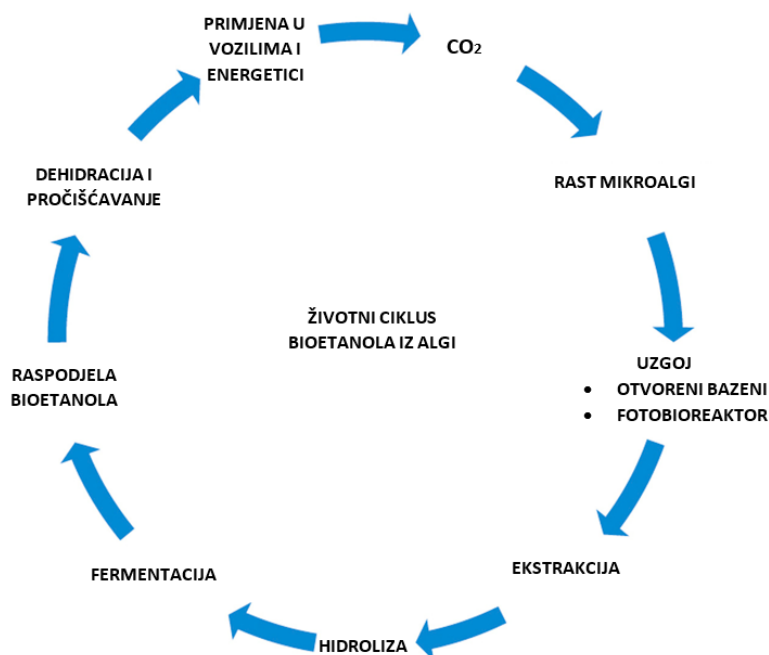 PRIMJENA U
VOZILIMA I
ENERGETICI
CO₂
RAST MIKROALGI
UZGOJ
• OTVORENI BAZENI
• FOTOBIOREAKTOR
EKSTRAKCIJA
HIDROLIZA
FERMENTACIJA
RASPODJELA
BIOETANOLA
DEHIDRACIJA I
PROČIŠĆAVANJE
ŽIVOTNI CIKLUS
BIOETANOLA IZ ALGI